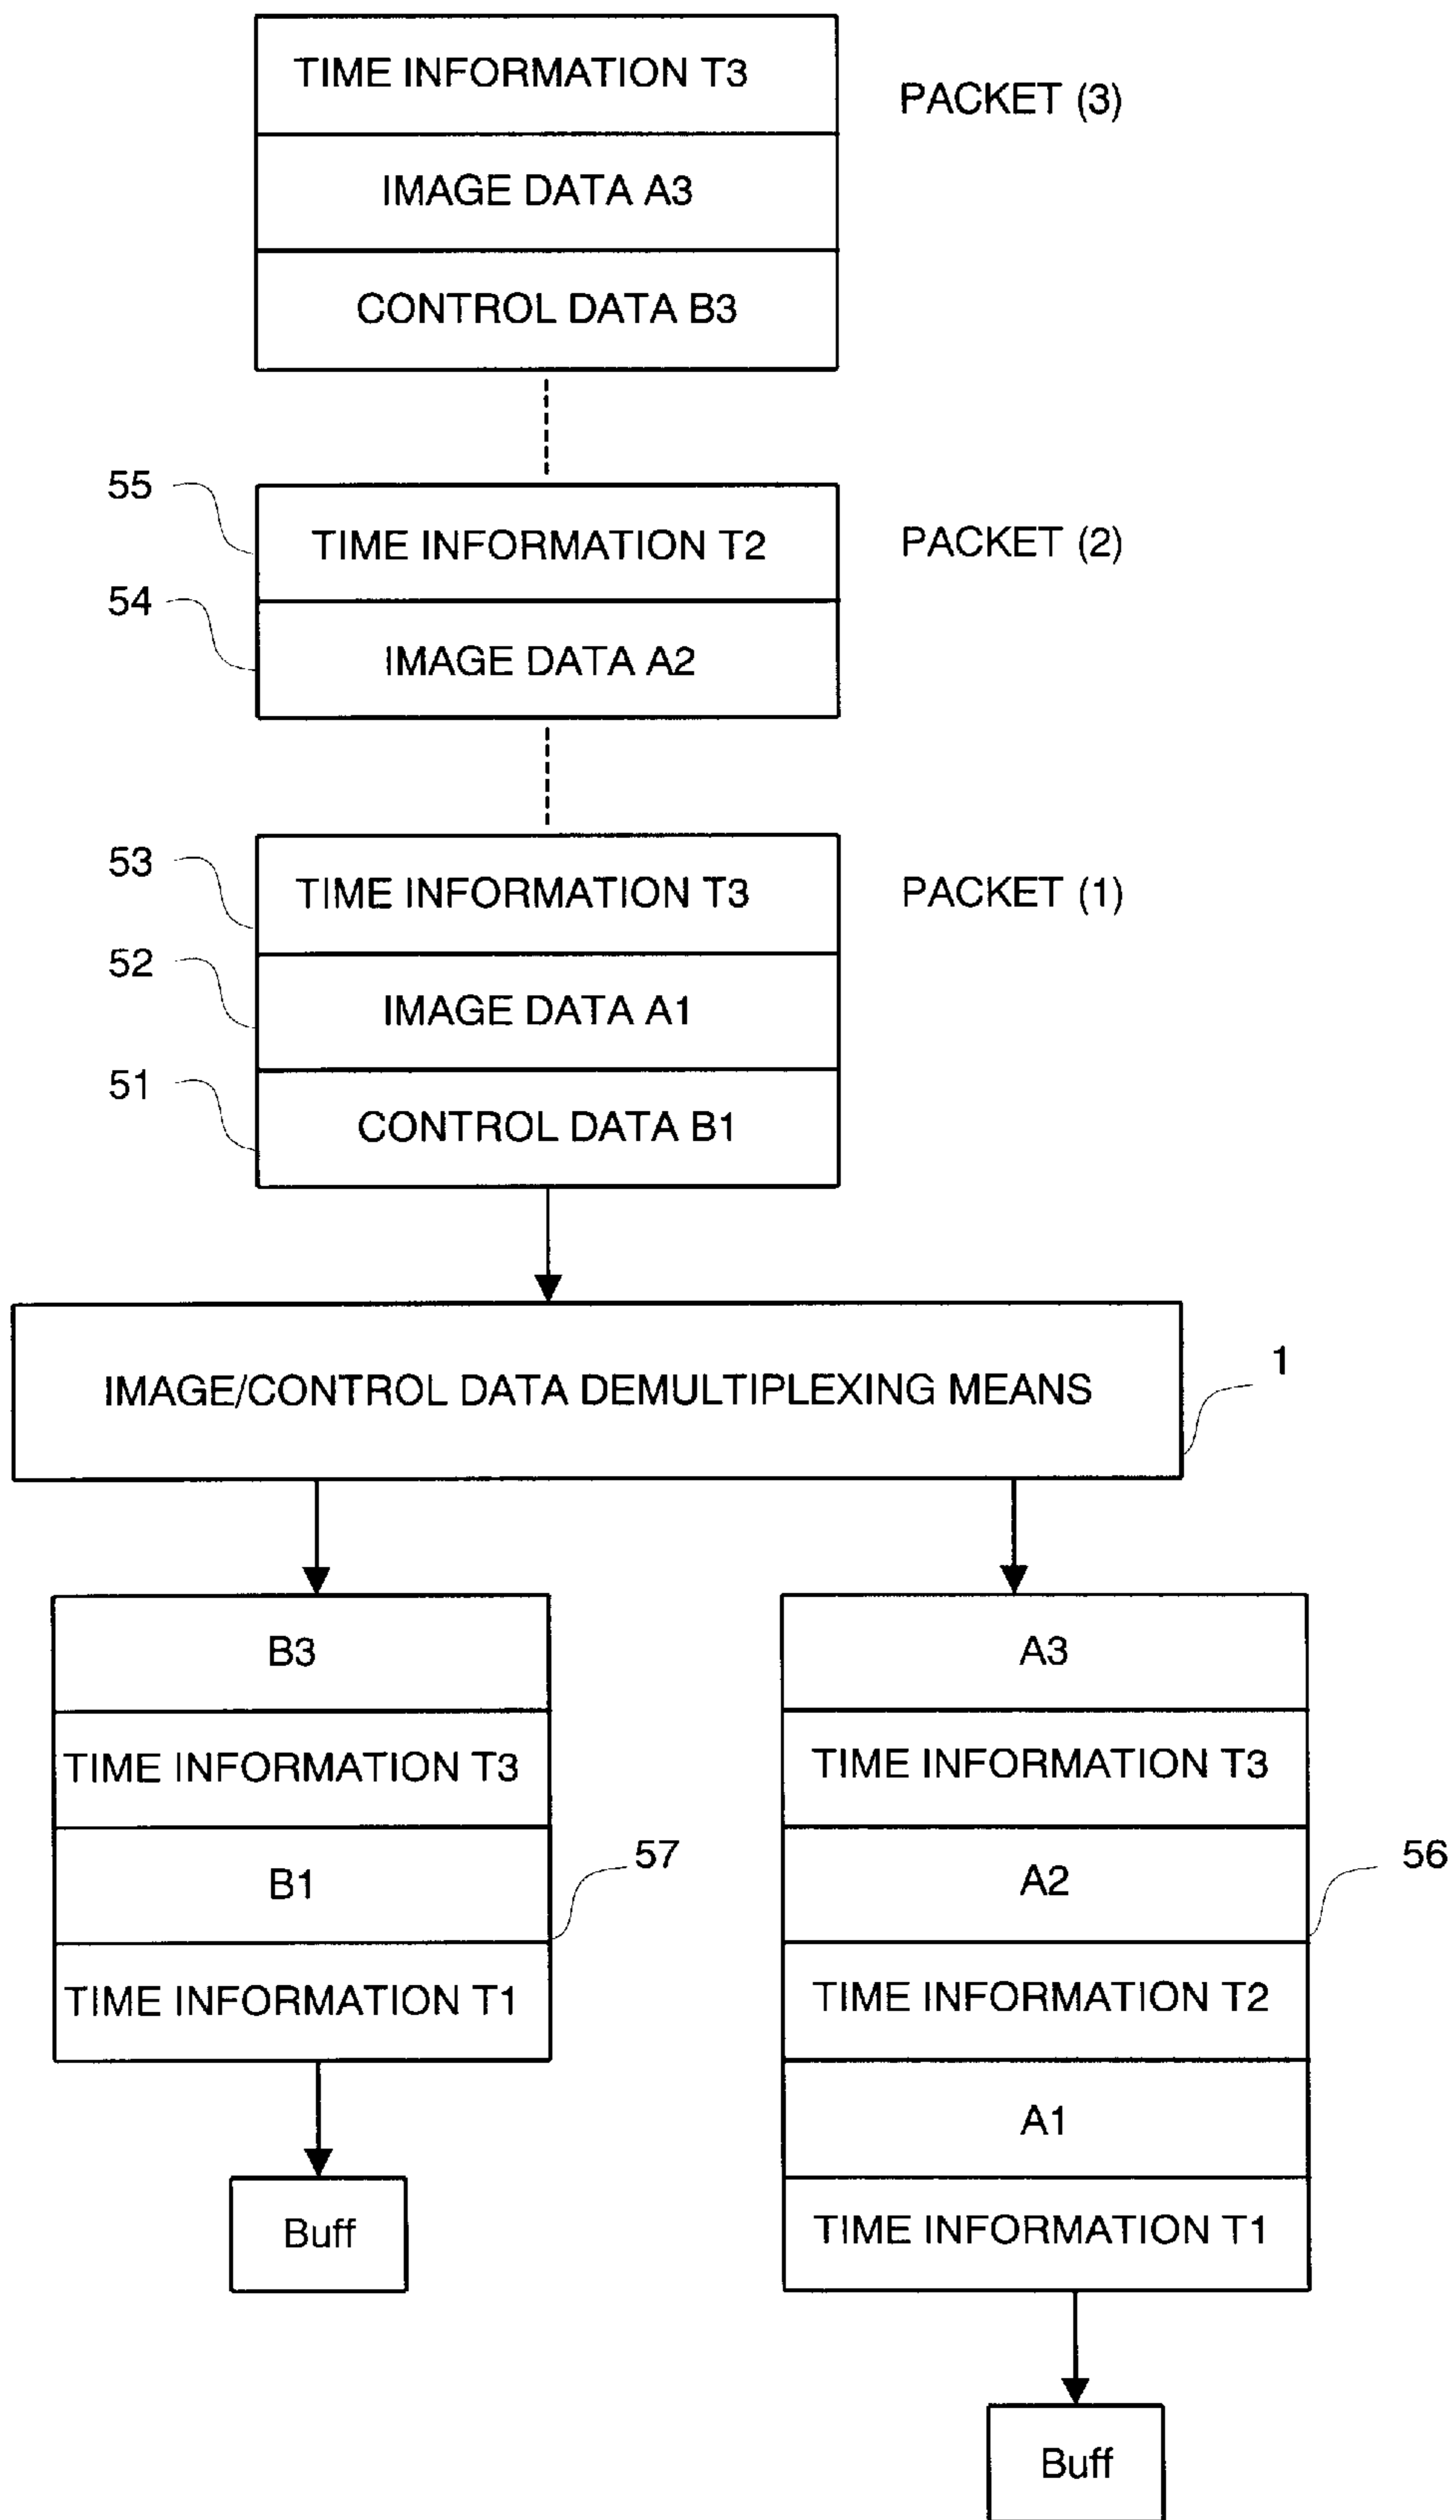 TIME INFORMATION T3
PACKET (3)
IMAGE DATA A3
CONTROL DATA B3
55
TIME INFORMATION T2
PACKET (2)
54
IMAGE DATA A2
53
TIME INFORMATION T3
PACKET (1)
52
IMAGE DATA A1
51
CONTROL DATA B1
IMAGE/CONTROL DATA DEMULTIPLEXING MEANS
1
B3
TIME INFORMATION T3
B1
57
TIME INFORMATION T1
Buff
A3
TIME INFORMATION T3
A2
56
TIME INFORMATION T2
A1
TIME INFORMATION T1
Buff